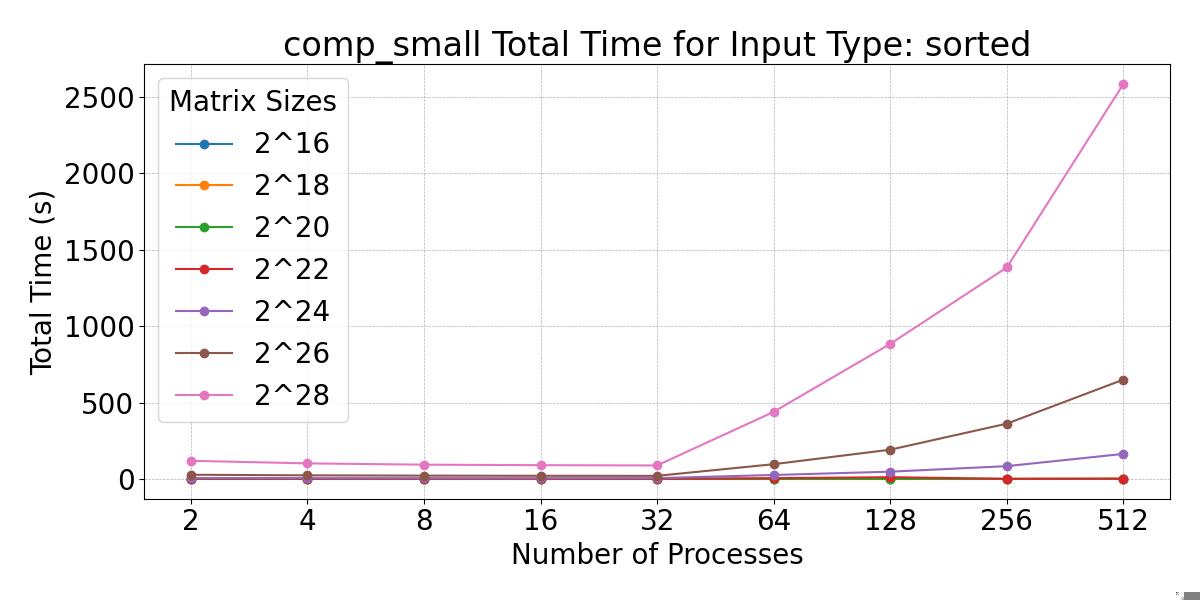 comp_small Total Time for Input Type: sorted
Total Time (s)
2500
2000
1500
1000
500
0
Matrix Sizes
2^16
2^18
2^20
2^22
2^24
2^26
2^28
2 4 8 16 32 64 128 256 512
Number of Processes